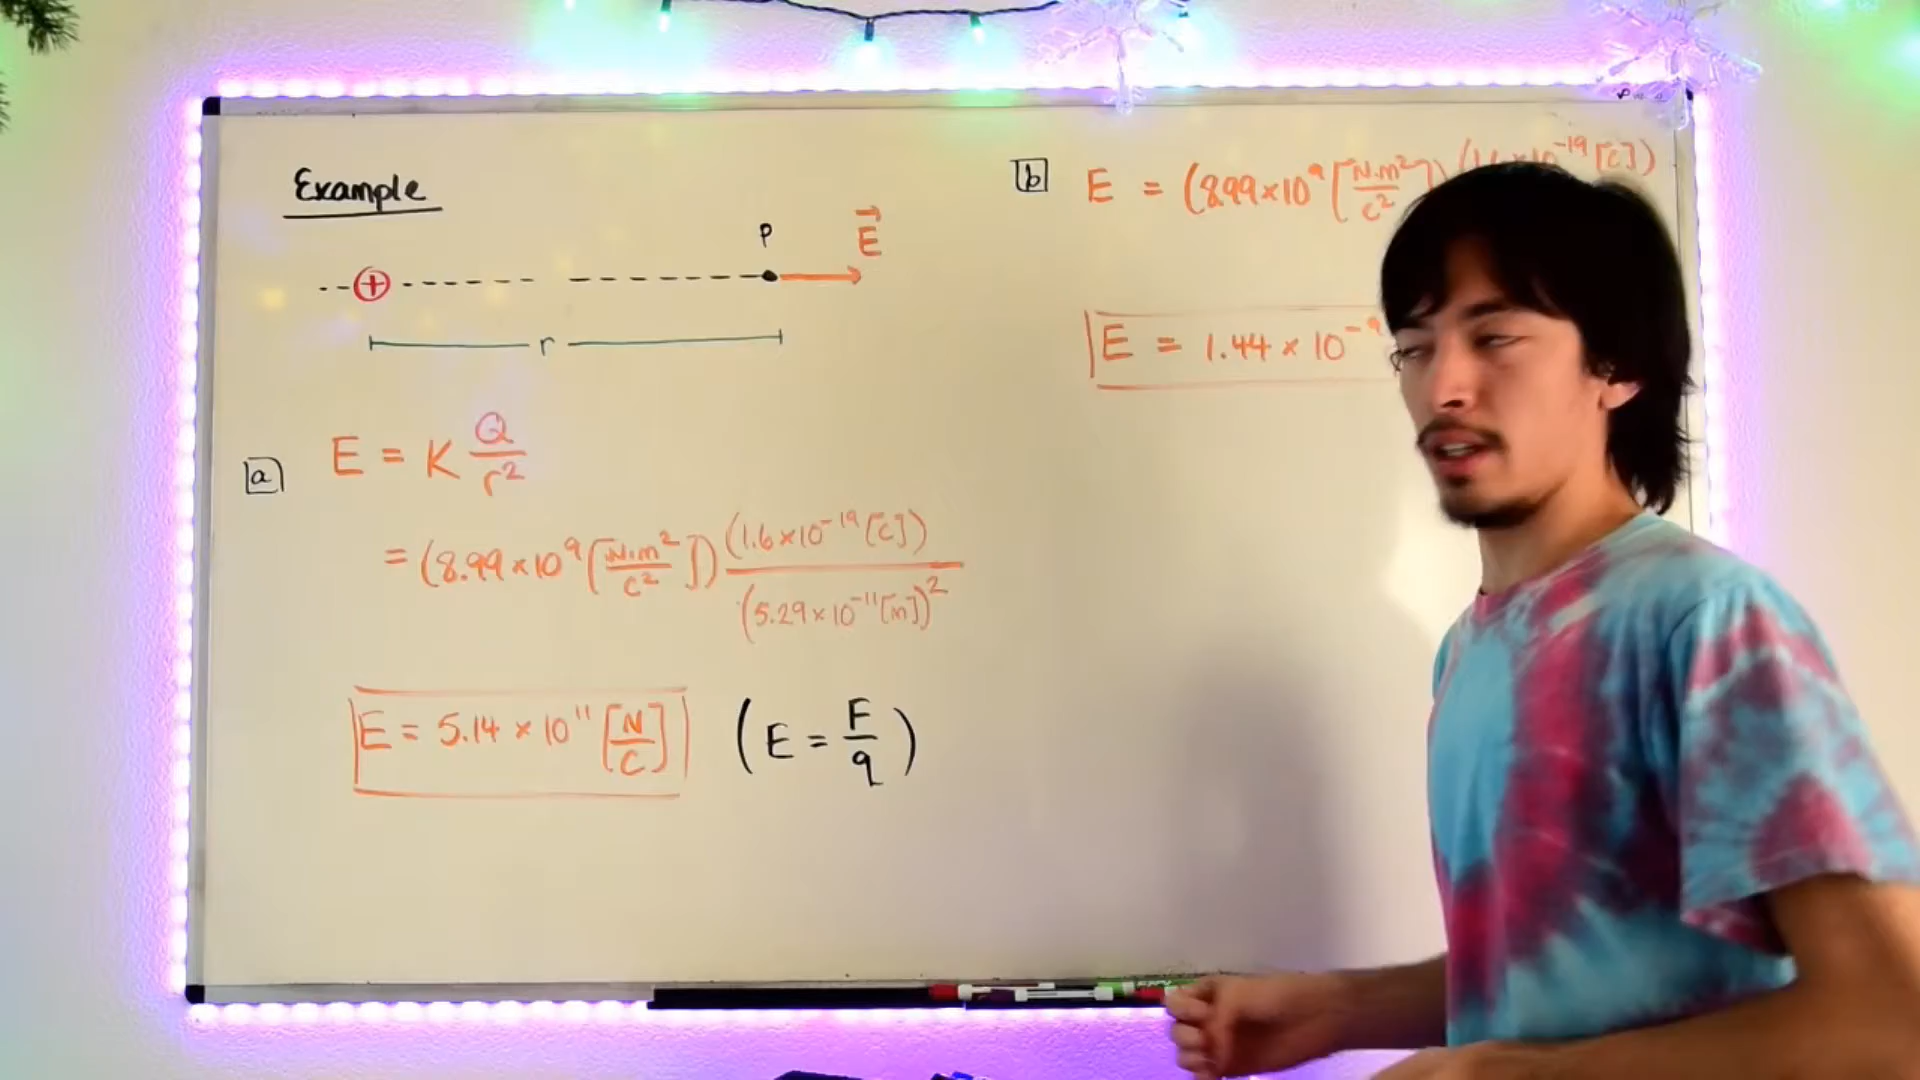 Example
P
E⃗
+
r
a
E = K Q/r²
= (8.99×10⁹ [N·m²/C²]) (1.6×10⁻¹⁹ [C]) / (5.29×10⁻¹¹ [m])²
E = 5.14 × 10¹¹ [N/C] (E = F/q)
b
E = (8.99×10⁹ [N·m²/C²]) (1.6×10⁻¹⁹ [C])
E = 1.44 × 10⁻⁹